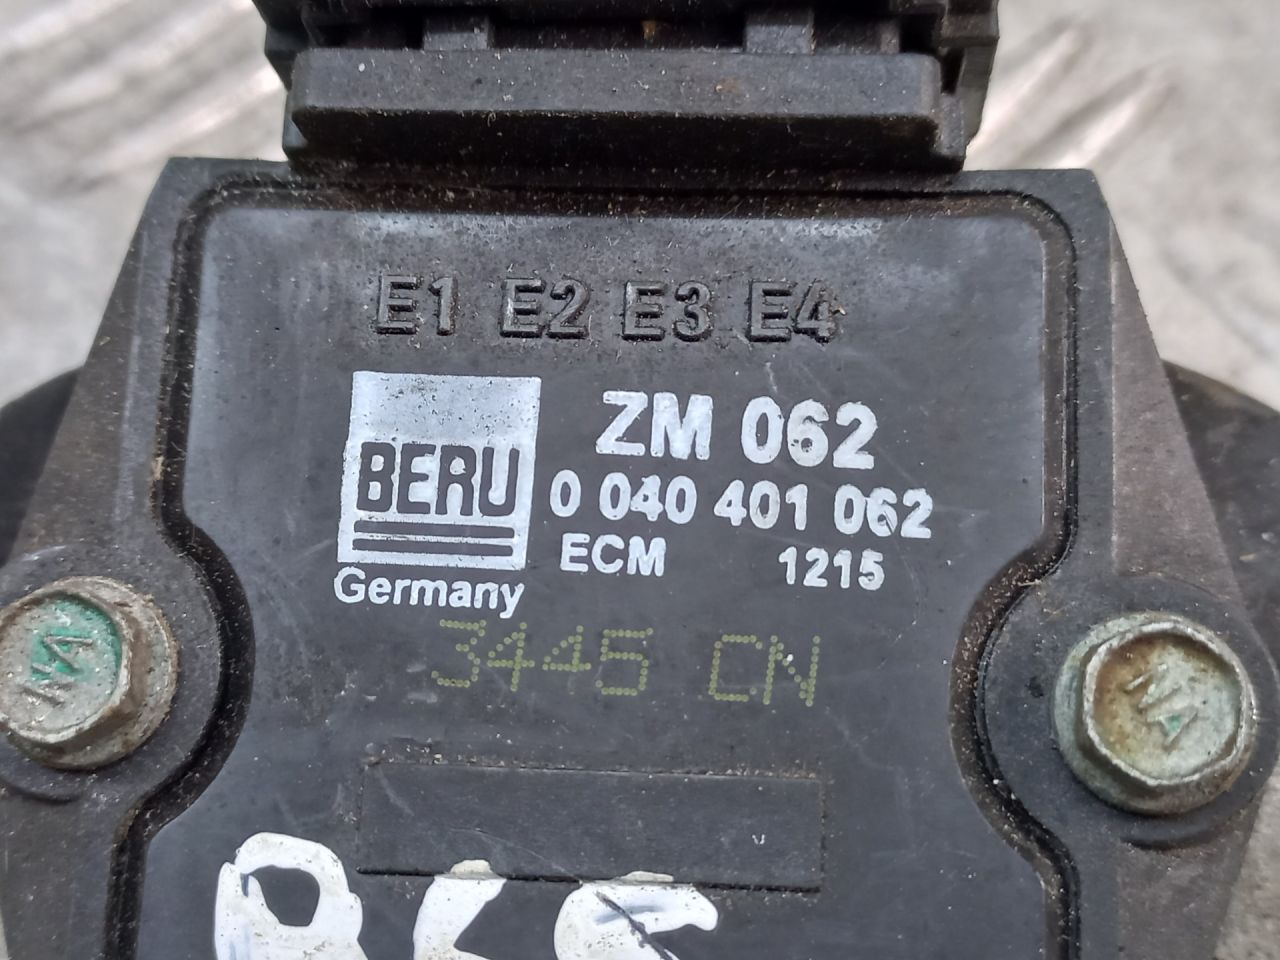 E1 E2 E3 E4
BERU
Germany
ZM 062
0 040 401 062
ECM 1215
3445 CN